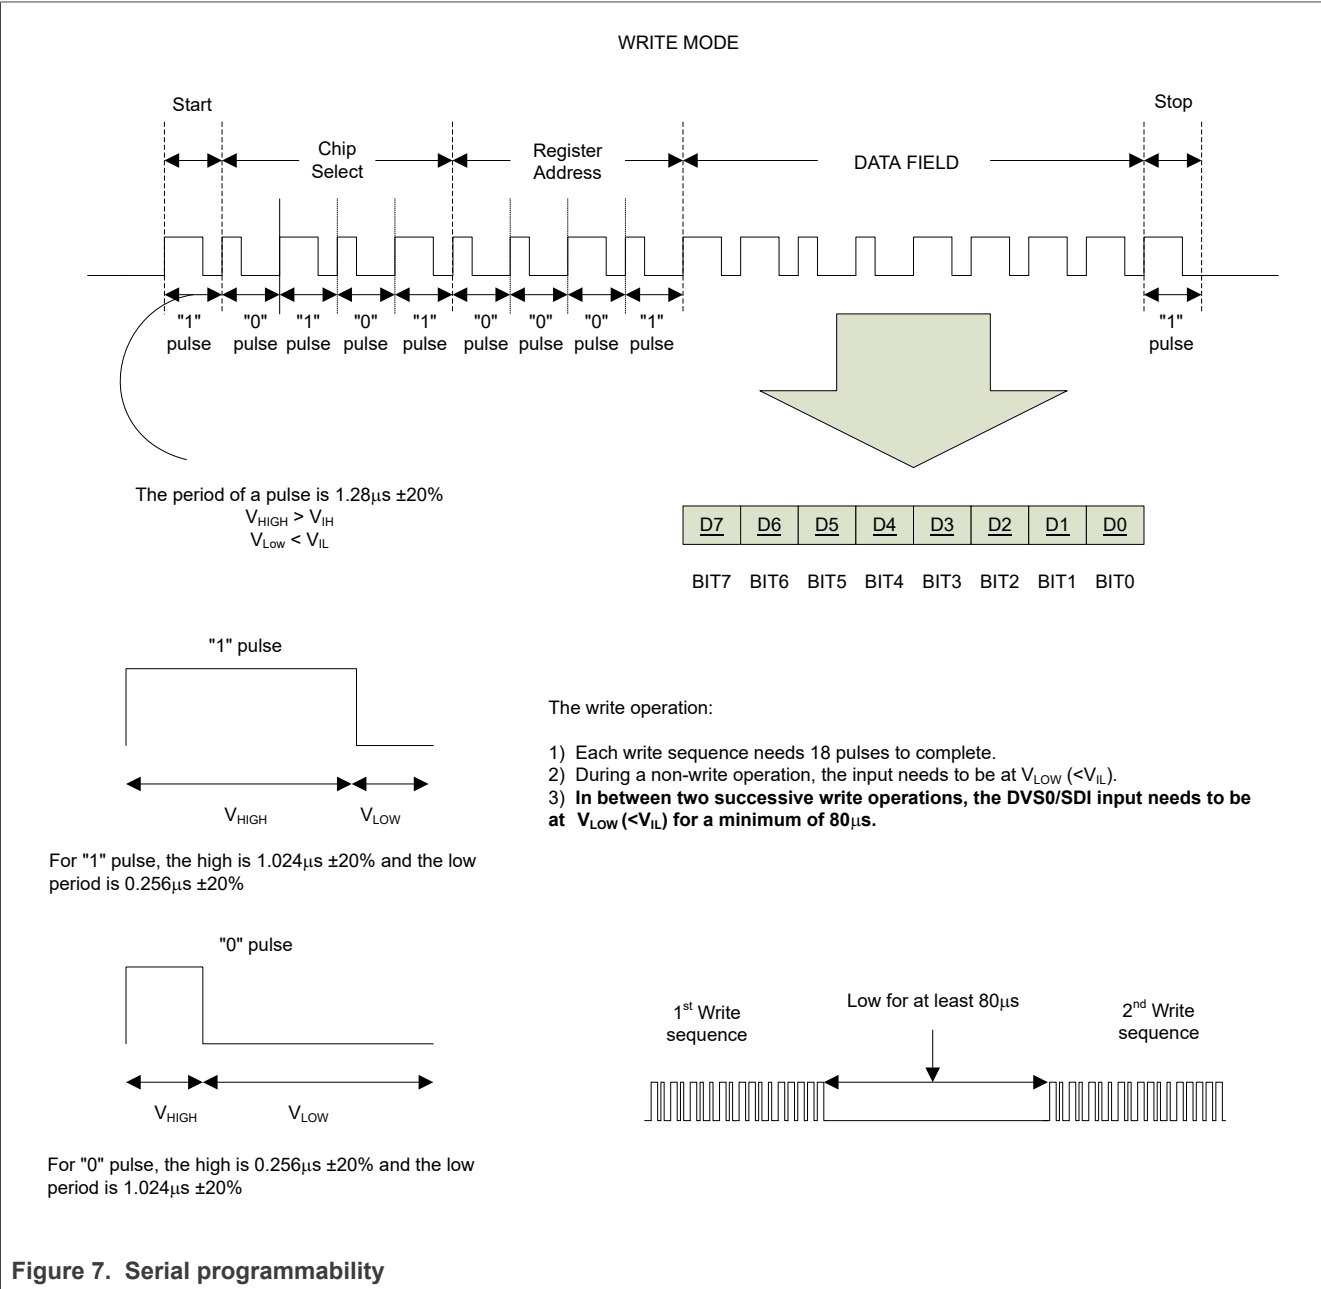 WRITE MODE
Start
Stop
Chip
Select
Register
Address
DATA FIELD
"1" "0" "1" "0" "1" "0" "0" "0" "1" "1"
pulse pulse pulse pulse pulse pulse pulse pulse pulse pulse
The period of a pulse is 1.28μs ±20%
VHIGH > VIH
VLow < VIL
D7 D6 D5 D4 D3 D2 D1 D0
BIT7 BIT6 BIT5 BIT4 BIT3 BIT2 BIT1 BIT0
"1" pulse
VHIGH VLOW
For "1" pulse, the high is 1.024μs ±20% and the low
period is 0.256μs ±20%
The write operation:
1) Each write sequence needs 18 pulses to complete.
2) During a non-write operation, the input needs to be at VLOW (<VIL).
3) In between two successive write operations, the DVS0/SDI input needs to be
at VLOW (<VIL) for a minimum of 80μs.
"0" pulse
VHIGH VLOW
For "0" pulse, the high is 0.256μs ±20% and the low
period is 1.024μs ±20%
1st Write
sequence
Low for at least 80μs
2nd Write
sequence
Figure 7. Serial programmability